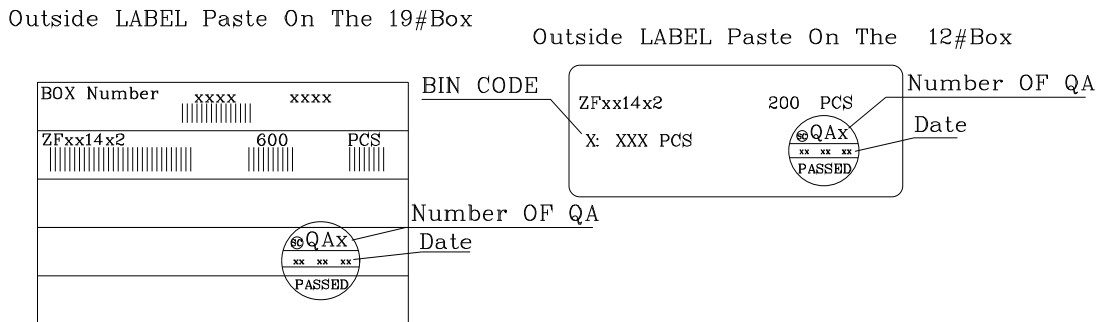 Outside LABEL Paste On The 19#Box
BOX Number xxxx xxxx
ZFxx14x2 600 PCS
QAx
xx xx xx
PASSED
Number OF QA
Date
Outside LABEL Paste On The 12#Box
BIN CODE
ZFxx14x2 200 PCS
X: XXX PCS
QAx
xx xx xx
PASSED
Number OF QA
Date